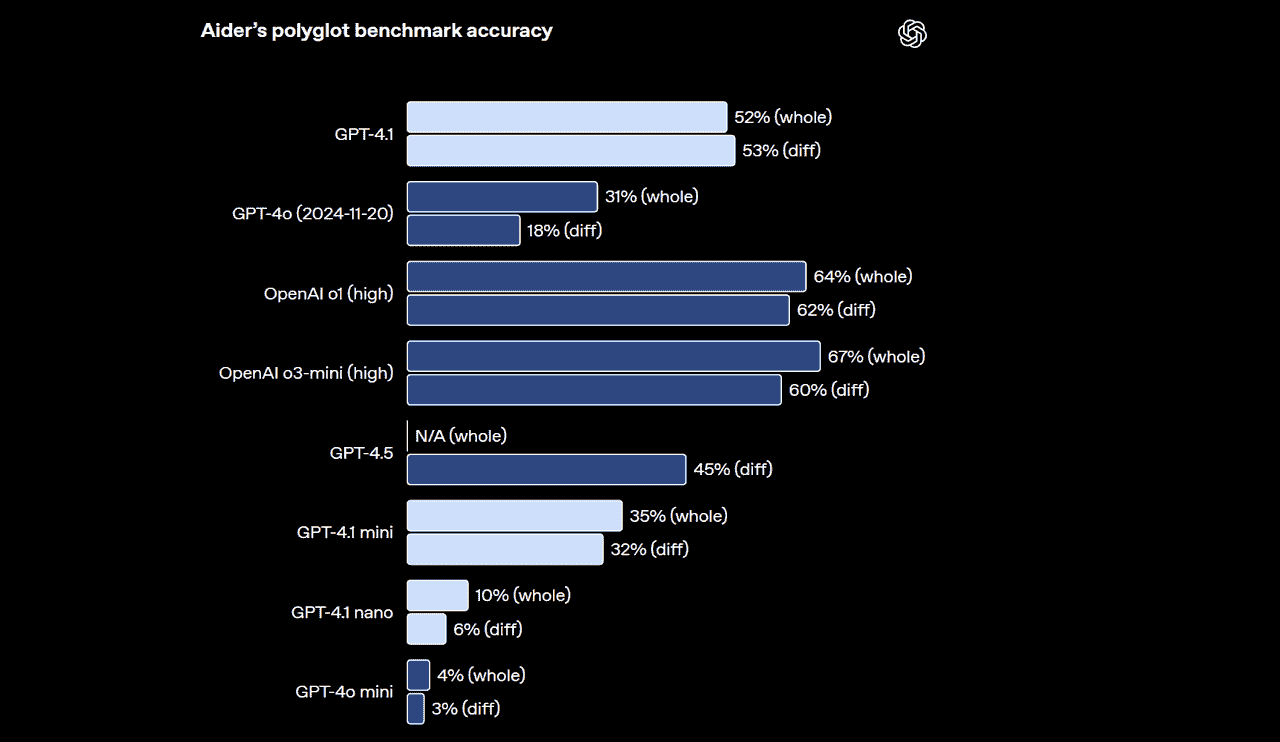 Aider’s polyglot benchmark accuracy
GPT-4.1
52% (whole)
53% (diff)
GPT-4o (2024-11-20)
31% (whole)
18% (diff)
OpenAI o1 (high)
64% (whole)
62% (diff)
OpenAI o3-mini (high)
67% (whole)
60% (diff)
GPT-4.5
N/A (whole)
45% (diff)
GPT-4.1 mini
35% (whole)
32% (diff)
GPT-4.1 nano
10% (whole)
6% (diff)
GPT-4o mini
4% (whole)
3% (diff)